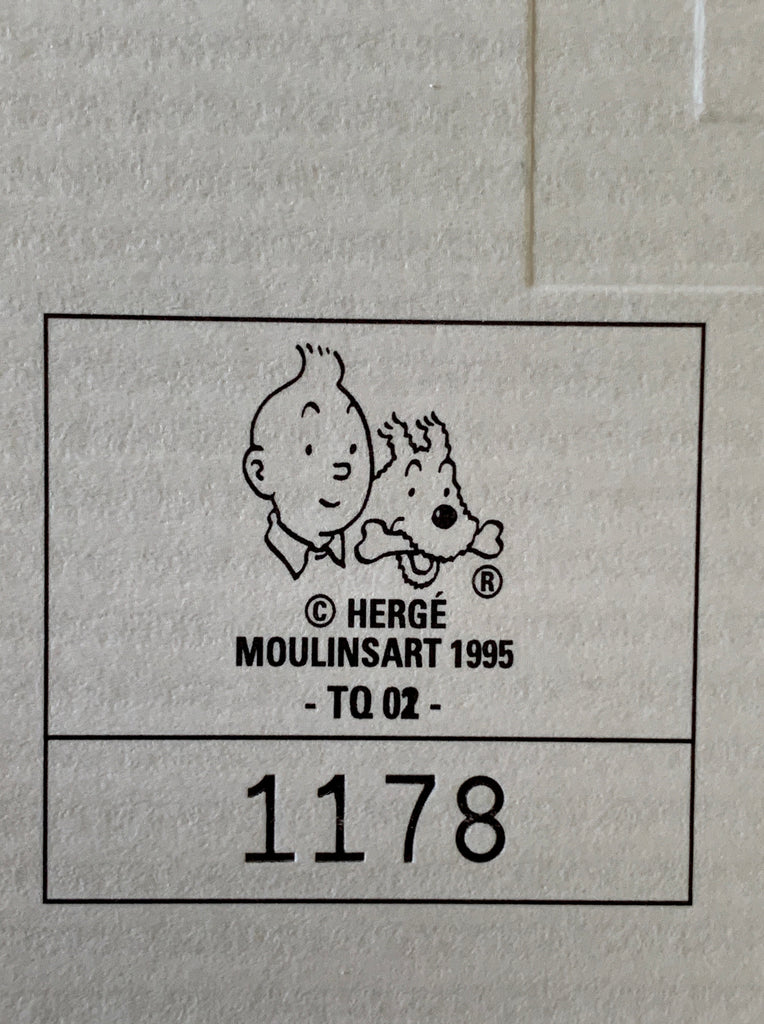 ®
© HERGÉ
MOULINSART 1995
- TQ 02 -
1178